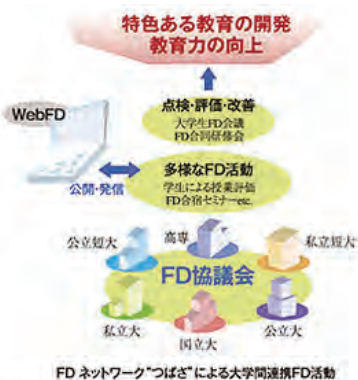 特色ある教育の開発
教育力の向上
WebFD
点検・評価・改善
大学生FD会議
FD合同研修会
公開・発信
多様なFD活動
学生による授業評価
FD合宿セミナーetc.
公立短大
高専
私立短大
FD協議会
私立大
国立大
公立大
FD ネットワーク“つばさ”による大学間連携FD活動